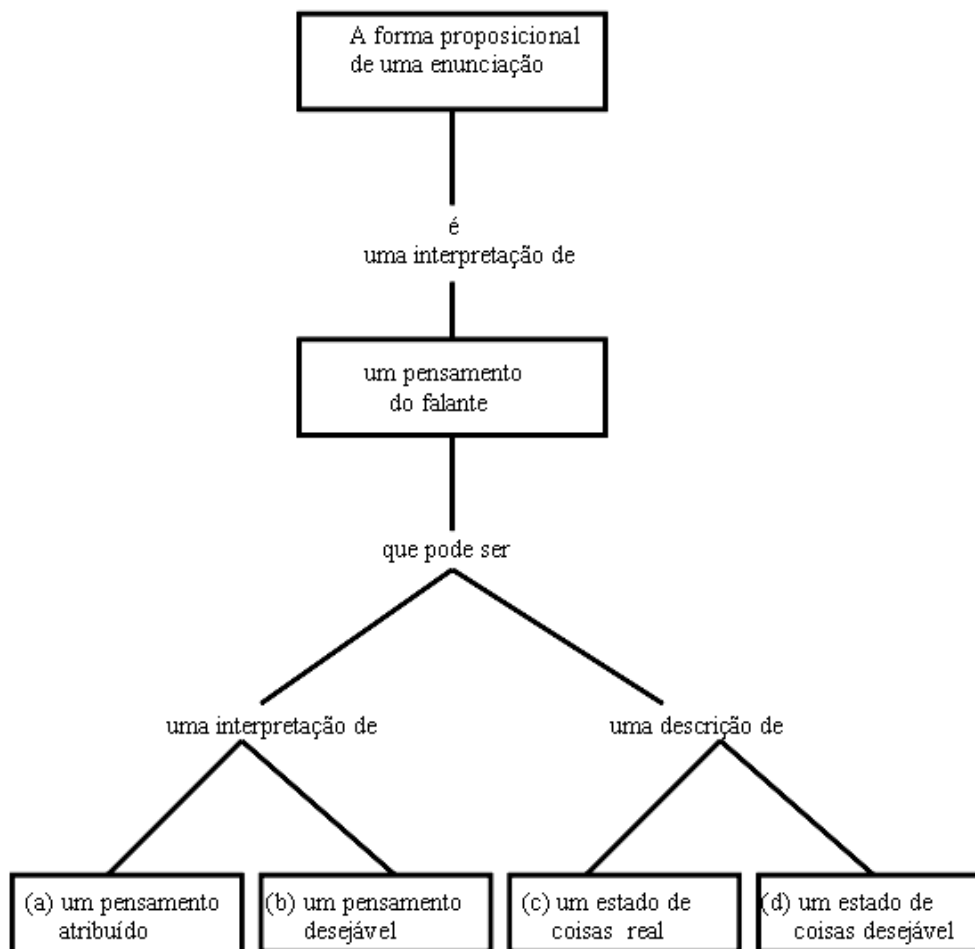 A forma proposicional
de uma enunciação
é
uma interpretação de
um pensamento
do falante
que pode ser
uma interpretação de
uma descrição de
(a) um pensamento
atribuído
(b) um pensamento
desejável
(c) um estado de
coisas real
(d) um estado de
coisas desejável